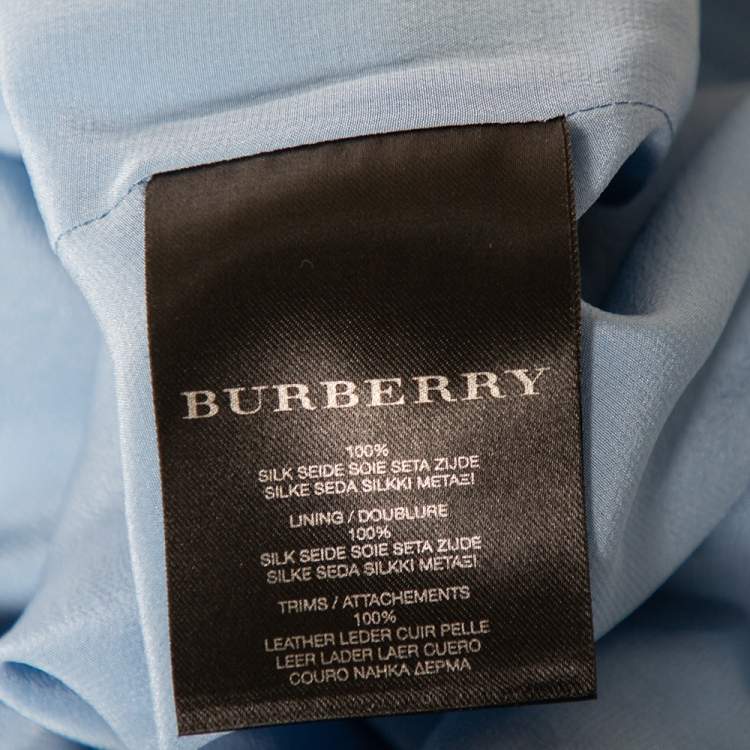 BURBERRY
100%
SILK SEIDE SOIE SETA ZIJDE
SILKE SEDA SILKKI ΜΕΤΑΞΙ
LINING / DOUBLURE
100%
SILK SEIDE SOIE SETA ZIJDE
SILKE SEDA SILKKI ΜΕΤΑΞΙ
TRIMS / ATTACHEMENTS
100%
LEATHER LEDER CUIR PELLE
LEER LADER LAER CUERO
COURO NAHKA ΔΕΡΜΑ